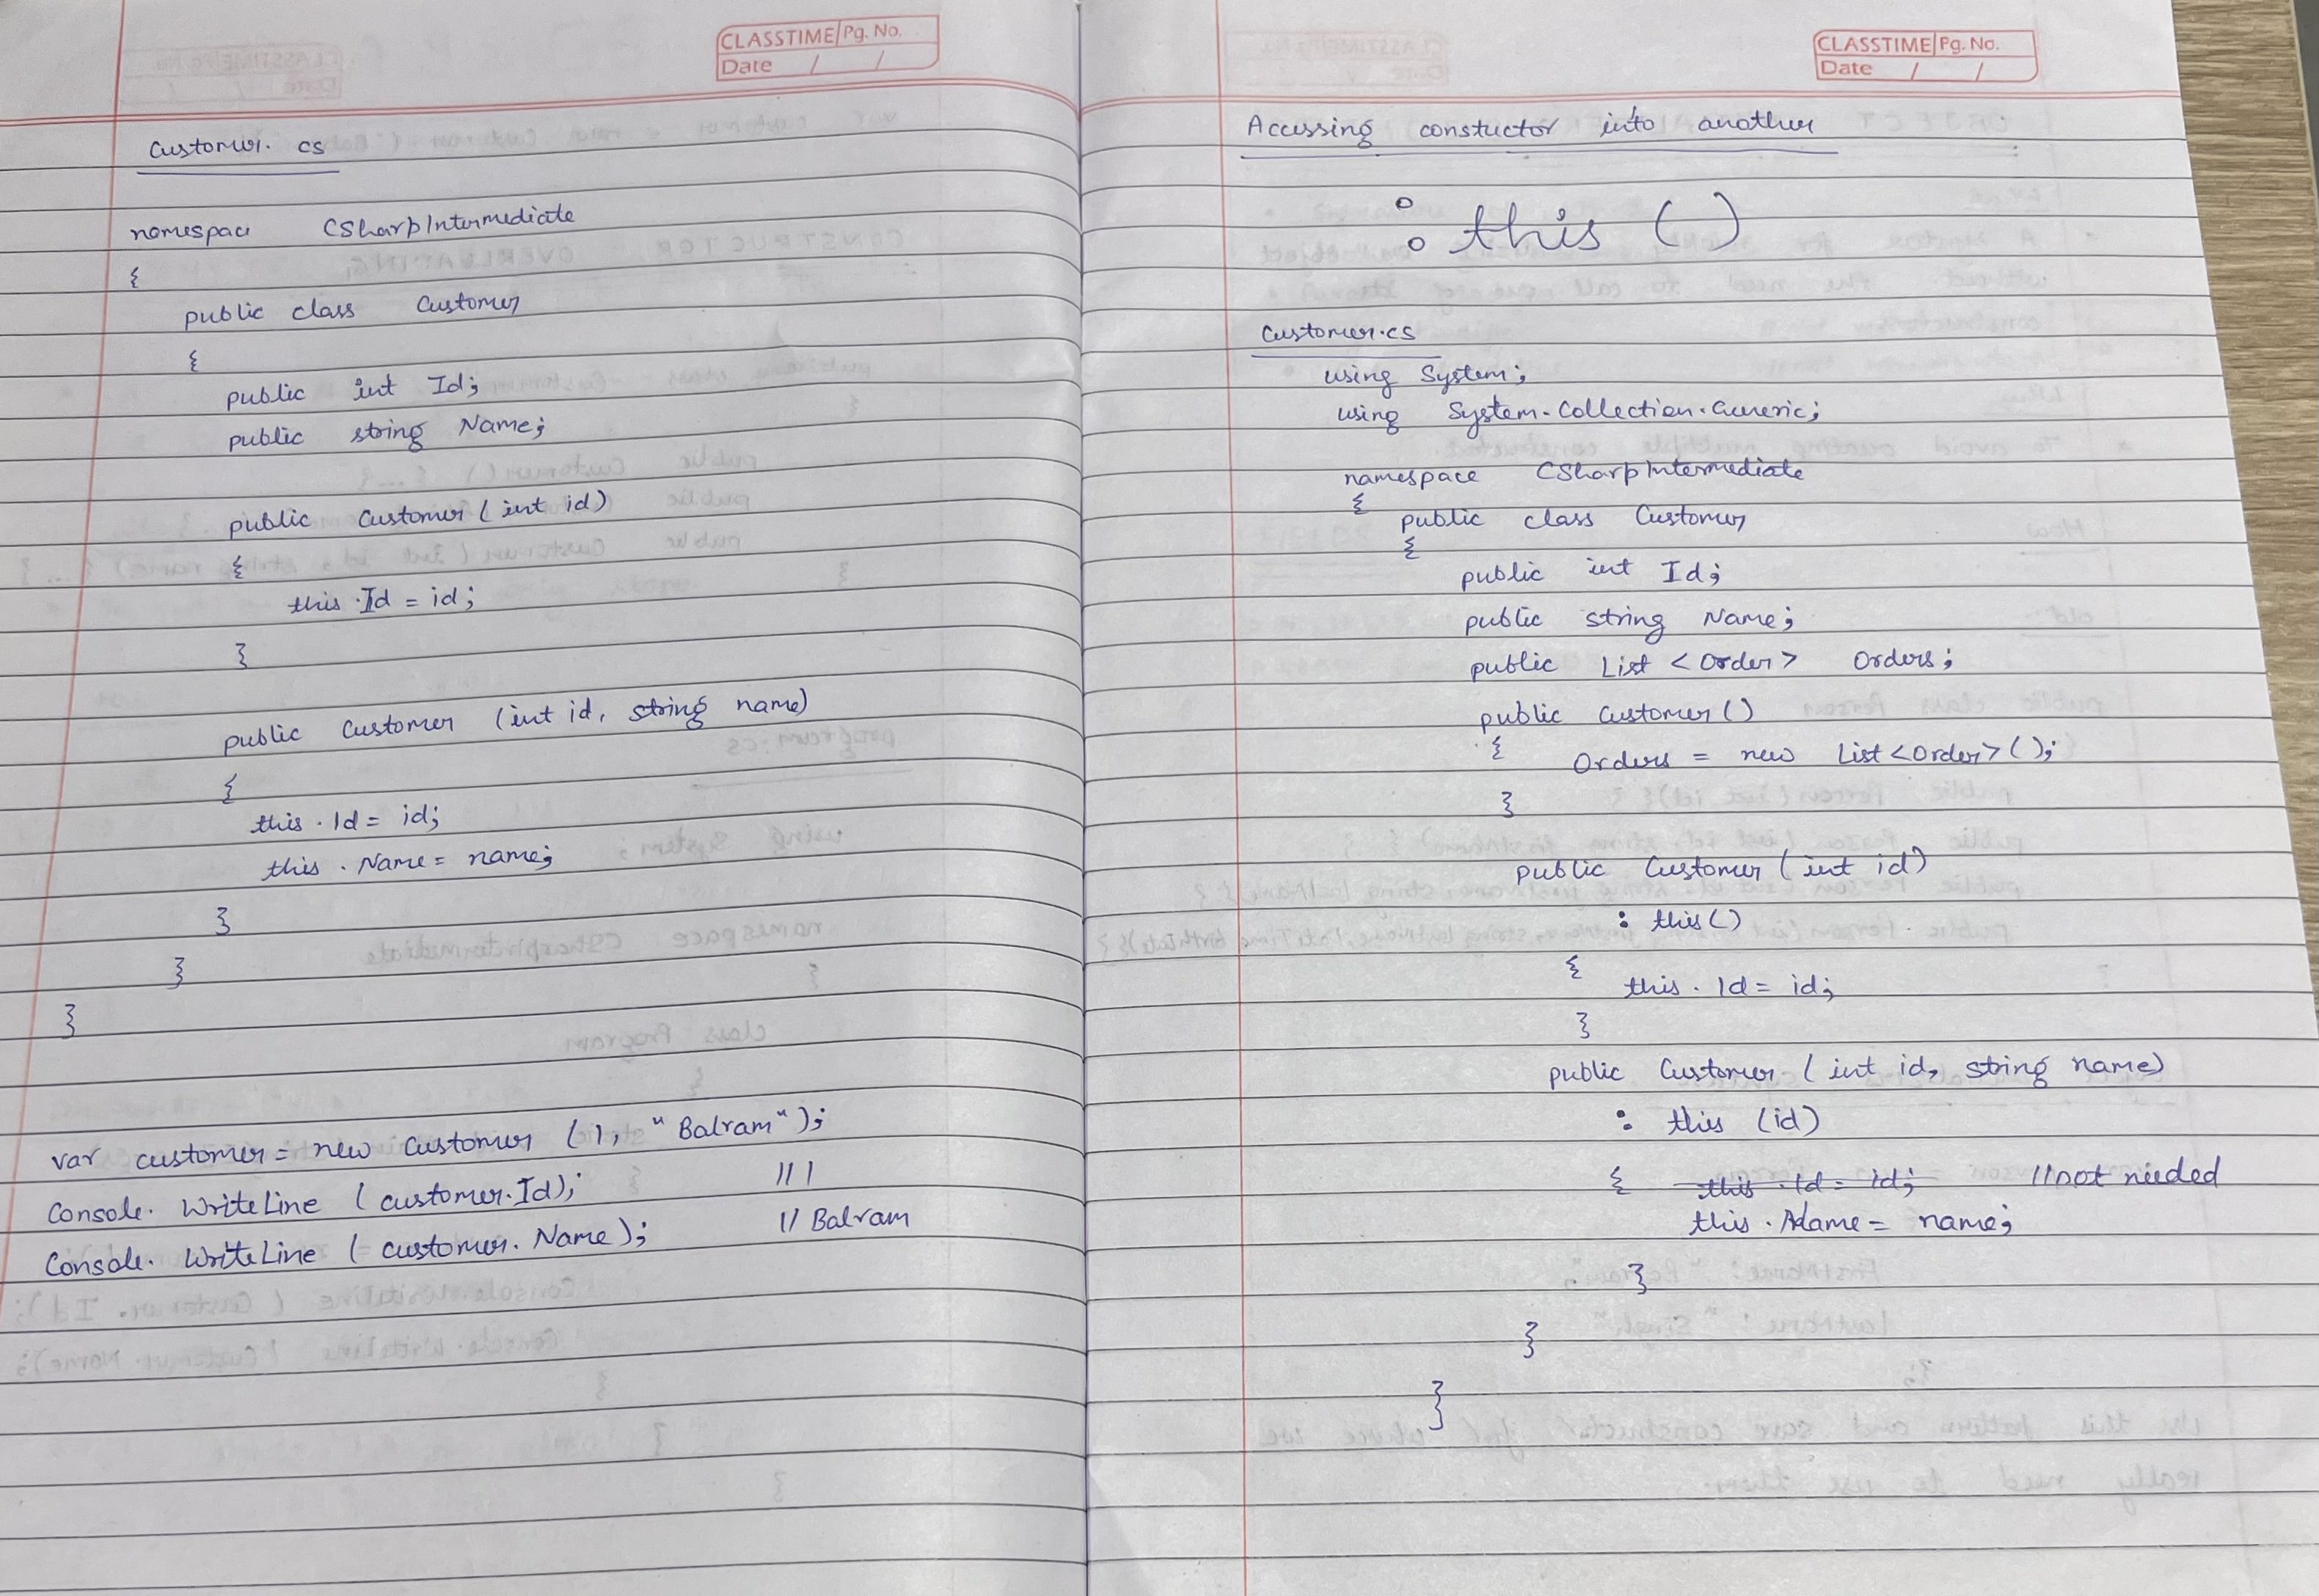 CLASSTIME Pg. No.
Date / /
Customer. cs
namespace CSharpIntermediate
{
public class Customer
{
public int Id;
public string Name;
public Customer (int id)
{
this.Id = id;
}
public Customer (int id, string name)
{
this.Id = id;
this.Name = name;
}
}
}
var customer = new Customer (1, "Balram");
Console. WriteLine (customer.Id); //1
Console. WriteLine (customer. Name); // Balram
CLASSTIME Pg. No.
Date / /
Accessing constuctor into another
: this ()
Customer.cs
using System;
using System.Collection.Generic;
namespace CSharpIntermediate
{
public class Customer
{
public int Id;
public string Name;
public List <Order> Orders;
public Customer ()
{ Orders = new List<Order>();
}
public Customer (int id)
: this()
{
this.Id = id;
}
public Customer (int id, string name)
: this (id)
{ this.Id = id; //not needed
this.Name = name;
}
}
}